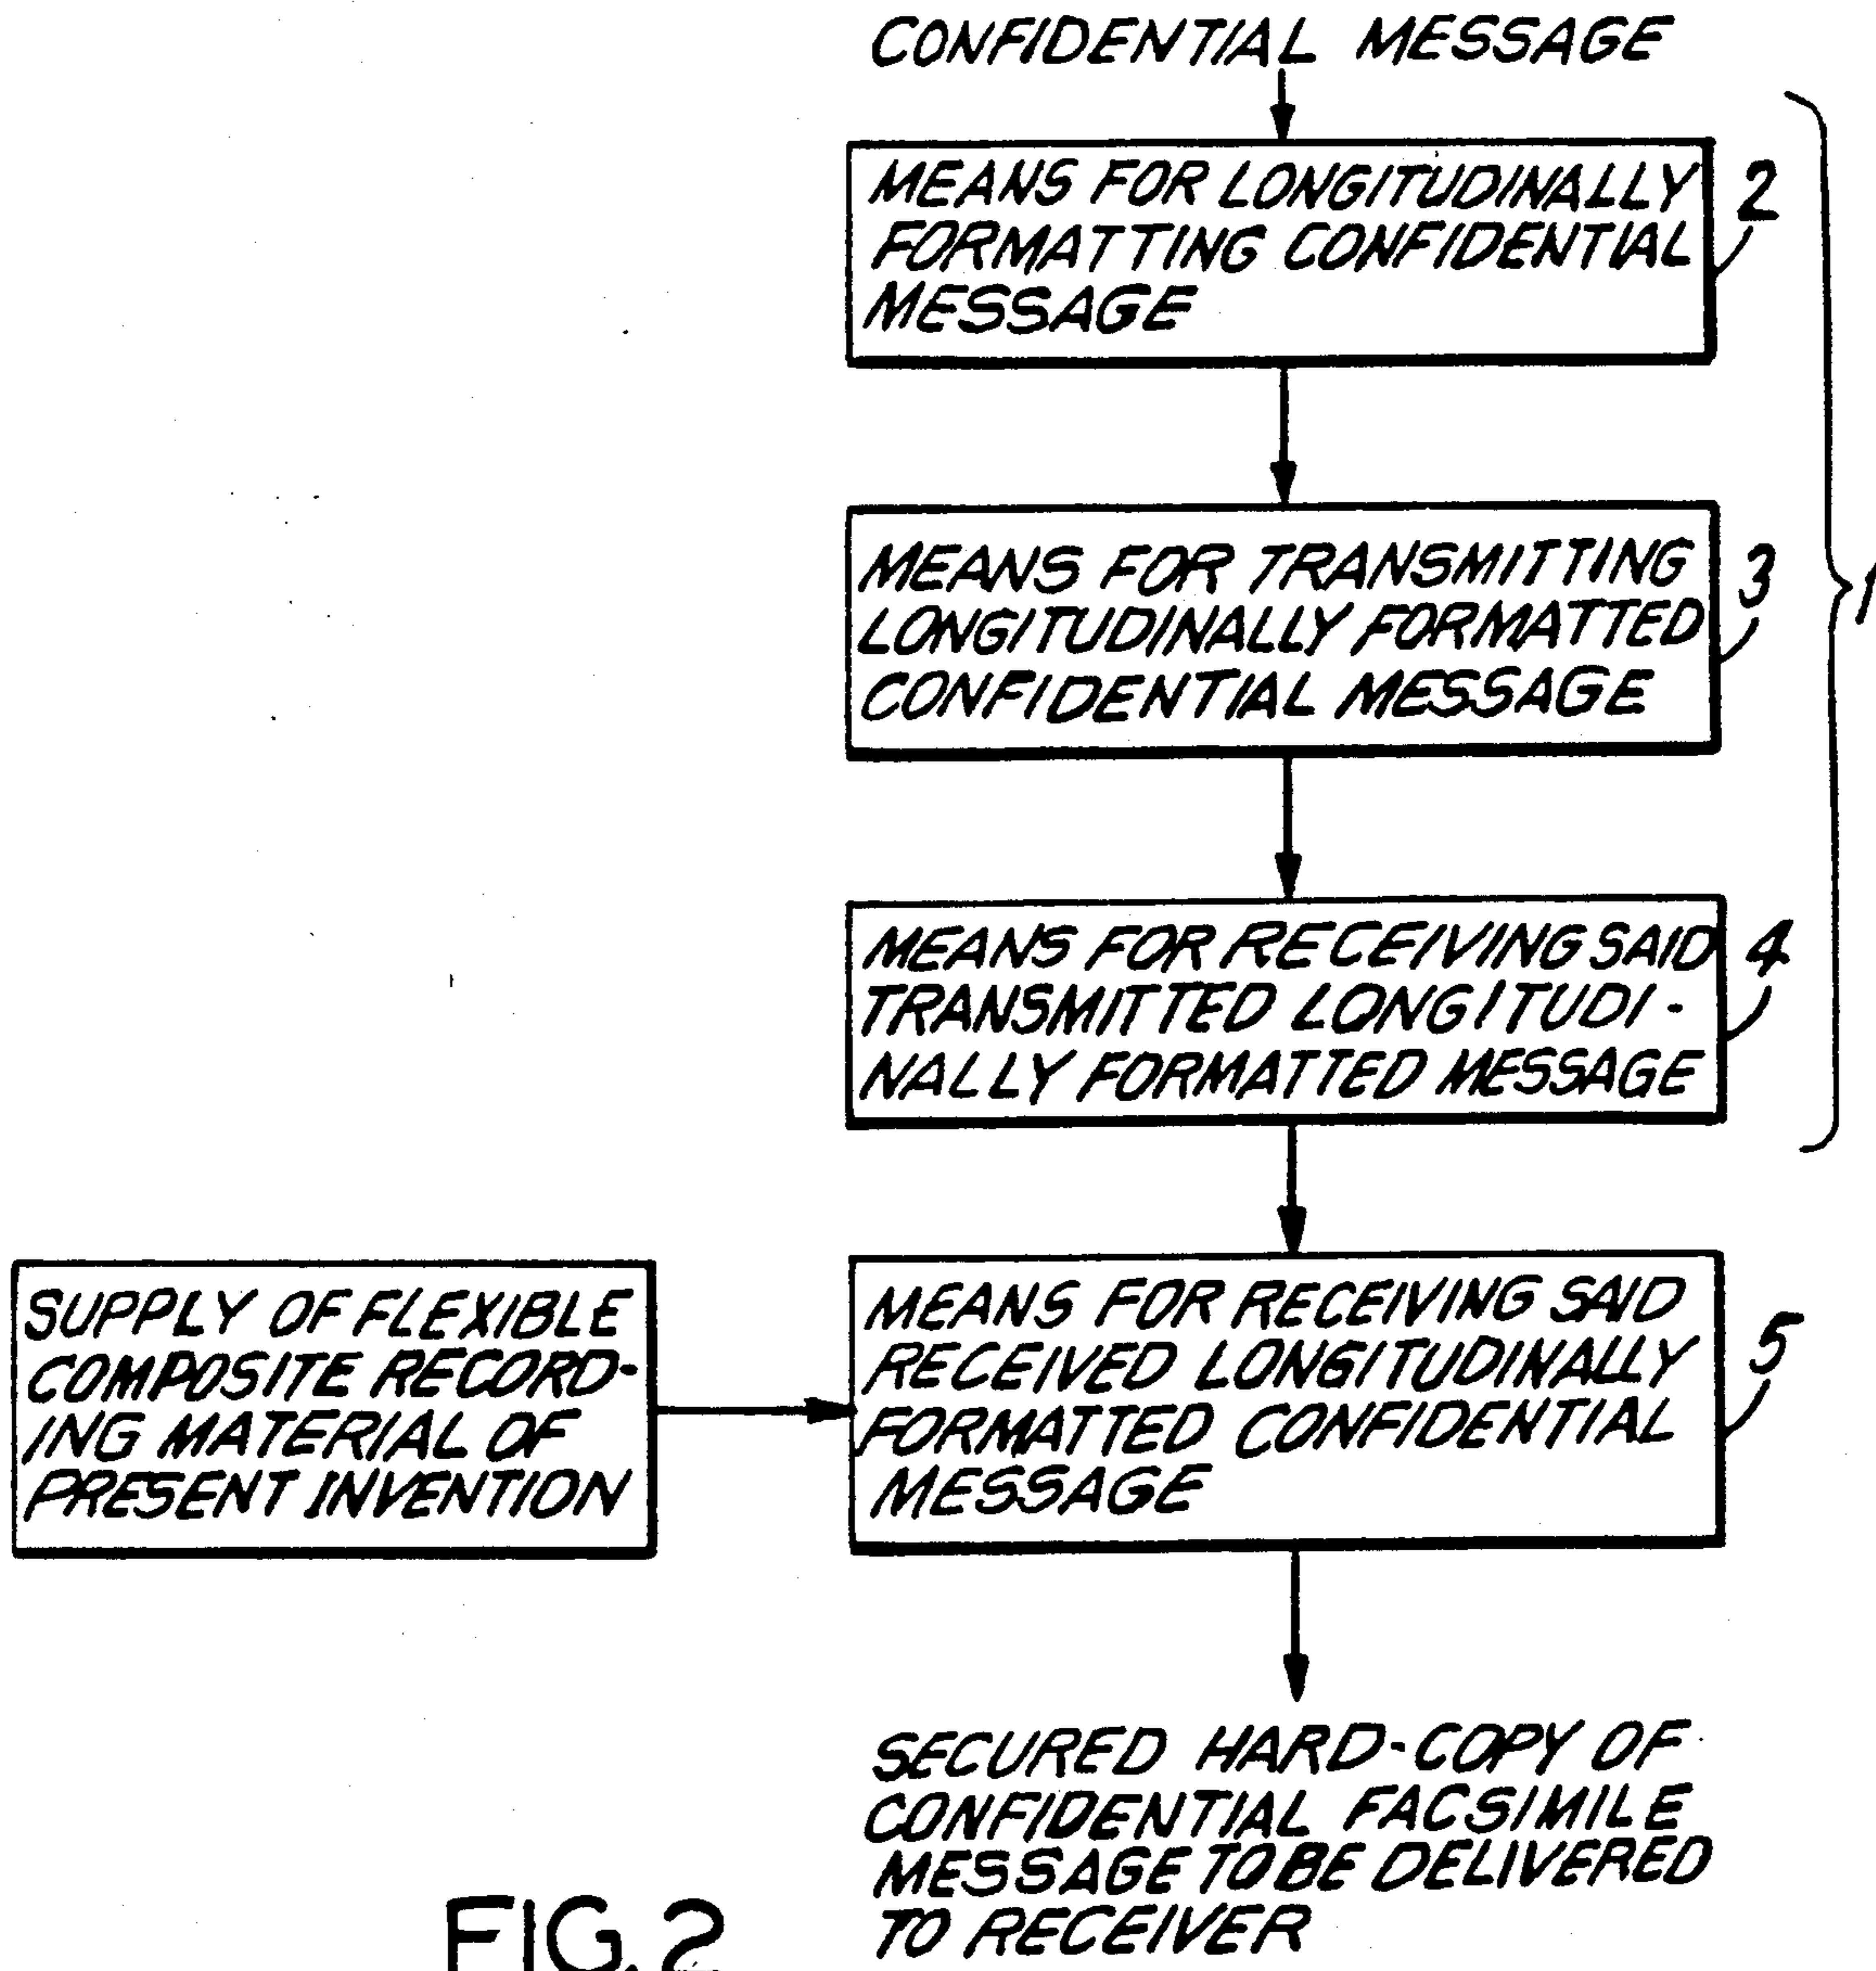 CONFIDENTIAL MESSAGE
MEANS FOR LONGITUDINALLY
FORMATTING CONFIDENTIAL
MESSAGE
2
MEANS FOR TRANSMITTING
LONGITUDINALLY FORMATTED
CONFIDENTIAL MESSAGE
3
1
MEANS FOR RECEIVING SAID
TRANSMITTED LONGITUDI-
NALLY FORMATTED MESSAGE
4
SUPPLY OF FLEXIBLE
COMPOSITE RECORD-
ING MATERIAL OF
PRESENT INVENTION
MEANS FOR RECEIVING SAID
RECEIVED LONGITUDINALLY
FORMATTED CONFIDENTIAL
MESSAGE
5
SECURED HARD-COPY OF
CONFIDENTIAL FACSIMILE
MESSAGE TO BE DELIVERED
TO RECEIVER
FIG. 2